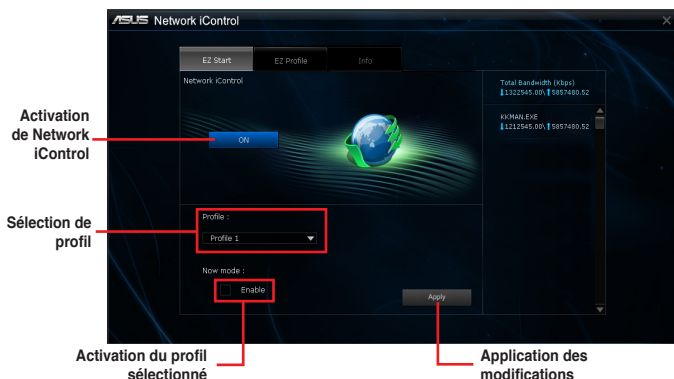 ASUS Network iControl
EZ Start
EZ Profile
Info
Network iControl
ON
Total Bandwidth (Kbps)
1322545.00\ 5857480.52
KKMAN.EXE
1212545.00\ 5857480.52
Profile :
Profile 1
Now mode :
Enable
Apply
Activation
de Network
iControl
Sélection de
profil
Activation du profil
sélectionné
Application des
modifications